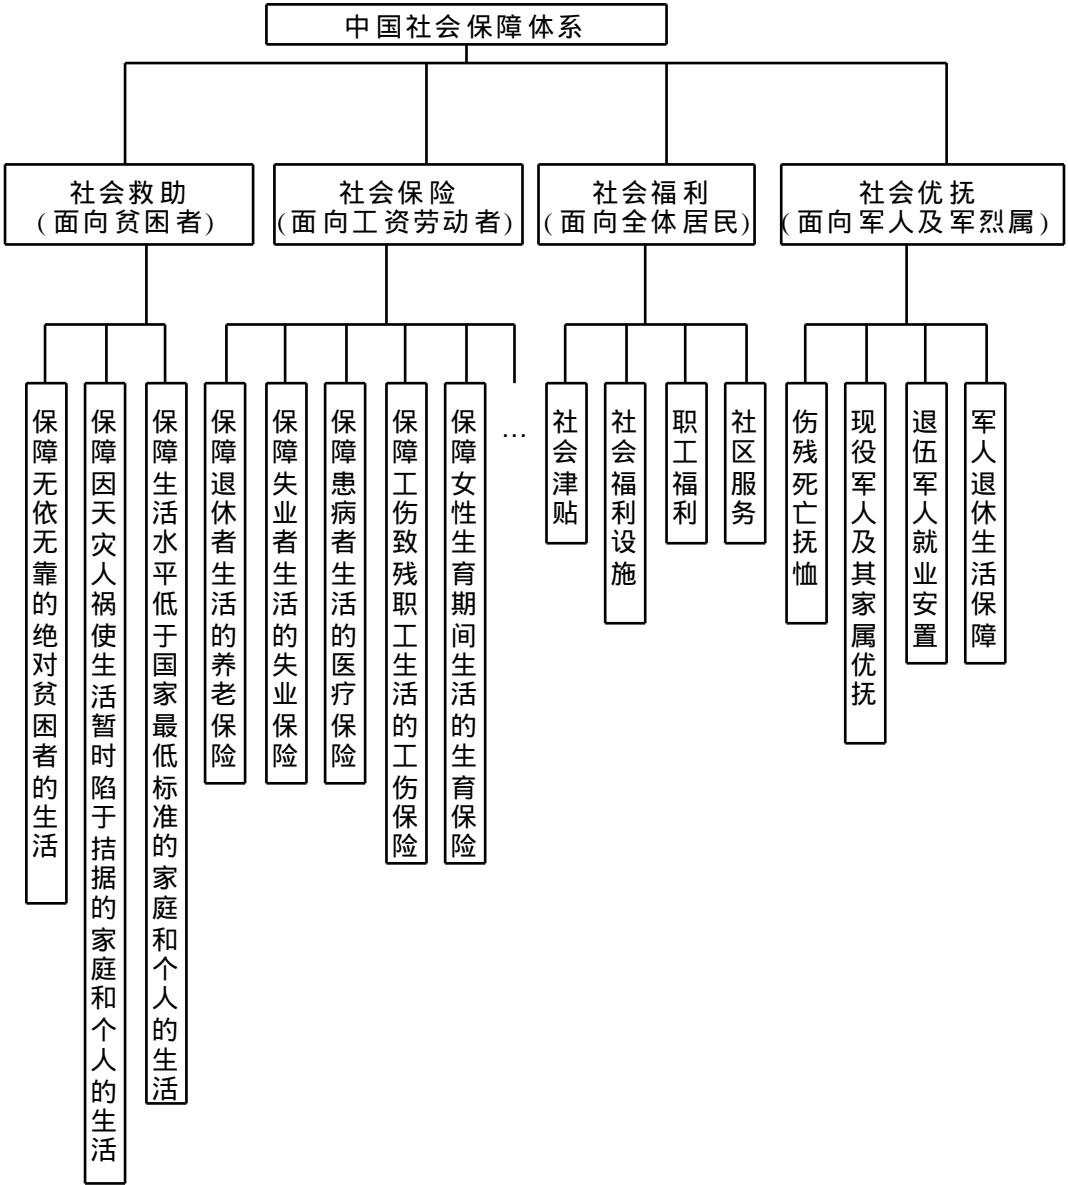 中国社会保障体系
社会救助
(面向贫困者)
社会保险
(面向工资劳动者)
社会福利
(面向全体居民)
社会优抚
(面向军人及军烈属)
保障无依无靠的绝对贫困者的生活
保障因天灾人祸使生活暂时陷于拮据的家庭和个人的生活
保障生活水平低于国家最低标准的家庭和个人的生活
保障退休者生活的养老保险
保障失业者生活的失业保险
保障患病者生活的医疗保险
保障工伤致残职工生活的工伤保险
保障女性生育期间生活的生育保险
…
社会津贴
社会福利设施
职工福利
社区服务
伤残死亡抚恤
现役军人及其家属优抚
退伍军人就业安置
军人退休生活保障